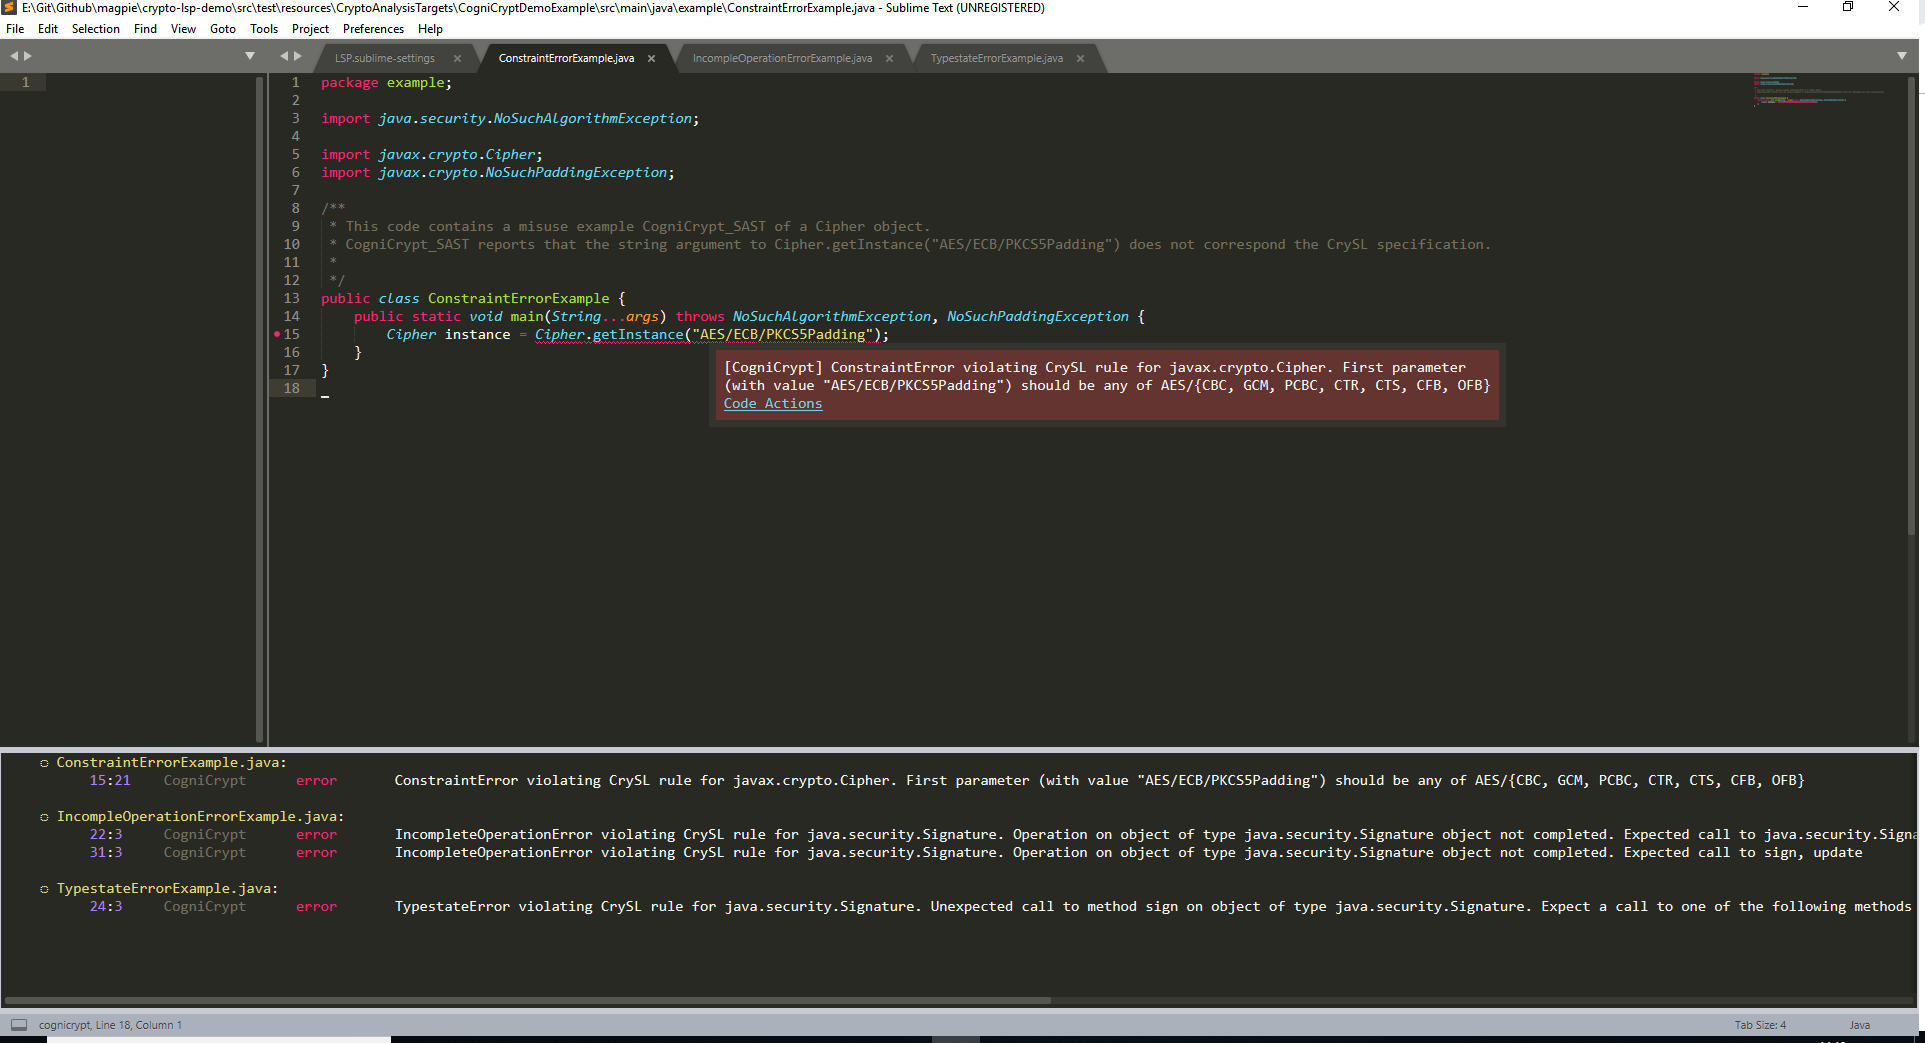 E:\Git\Github\magpie\crypto-lsp-demo\src\test\resources\CryptoAnalysisTargets\CogniCryptDemoExample\src\main\java\example\ConstraintErrorExample.java - Sublime Text (UNREGISTERED)
File Edit Selection Find View Goto Tools Project Preferences Help
LSP.sublime-settings ConstraintErrorExample.java IncompleOperationErrorExample.java TypestateErrorExample.java
1
1 package example;
2
3 import java.security.NoSuchAlgorithmException;
4
5 import javax.crypto.Cipher;
6 import javax.crypto.NoSuchPaddingException;
7
8 /**
9 * This code contains a misuse example CogniCrypt_SAST of a Cipher object.
10 * CogniCrypt_SAST reports that the string argument to Cipher.getInstance("AES/ECB/PKCS5Padding") does not correspond the CrySL specification.
11 *
12 */
13 public class ConstraintErrorExample {
14 public static void main(String...args) throws NoSuchAlgorithmException, NoSuchPaddingException {
15 Cipher instance = Cipher.getInstance("AES/ECB/PKCS5Padding");
16 }
17 }
18
[CogniCrypt] ConstraintError violating CrySL rule for javax.crypto.Cipher. First parameter
(with value "AES/ECB/PKCS5Padding") should be any of AES/{CBC, GCM, PCBC, CTR, CTS, CFB, OFB}
Code Actions
ConstraintErrorExample.java:
15:21 CogniCrypt error ConstraintError violating CrySL rule for javax.crypto.Cipher. First parameter (with value "AES/ECB/PKCS5Padding") should be any of AES/{CBC, GCM, PCBC, CTR, CTS, CFB, OFB}
IncompleOperationErrorExample.java:
22:3 CogniCrypt error IncompleteOperationError violating CrySL rule for java.security.Signature. Operation on object of type java.security.Signature object not completed. Expected call to java.security.Signa
31:3 CogniCrypt error IncompleteOperationError violating CrySL rule for java.security.Signature. Operation on object of type java.security.Signature object not completed. Expected call to sign, update
TypestateErrorExample.java:
24:3 CogniCrypt error TypestateError violating CrySL rule for java.security.Signature. Unexpected call to method sign on object of type java.security.Signature. Expect a call to one of the following methods
cognicrypt, Line 18, Column 1 Tab Size: 4 Java